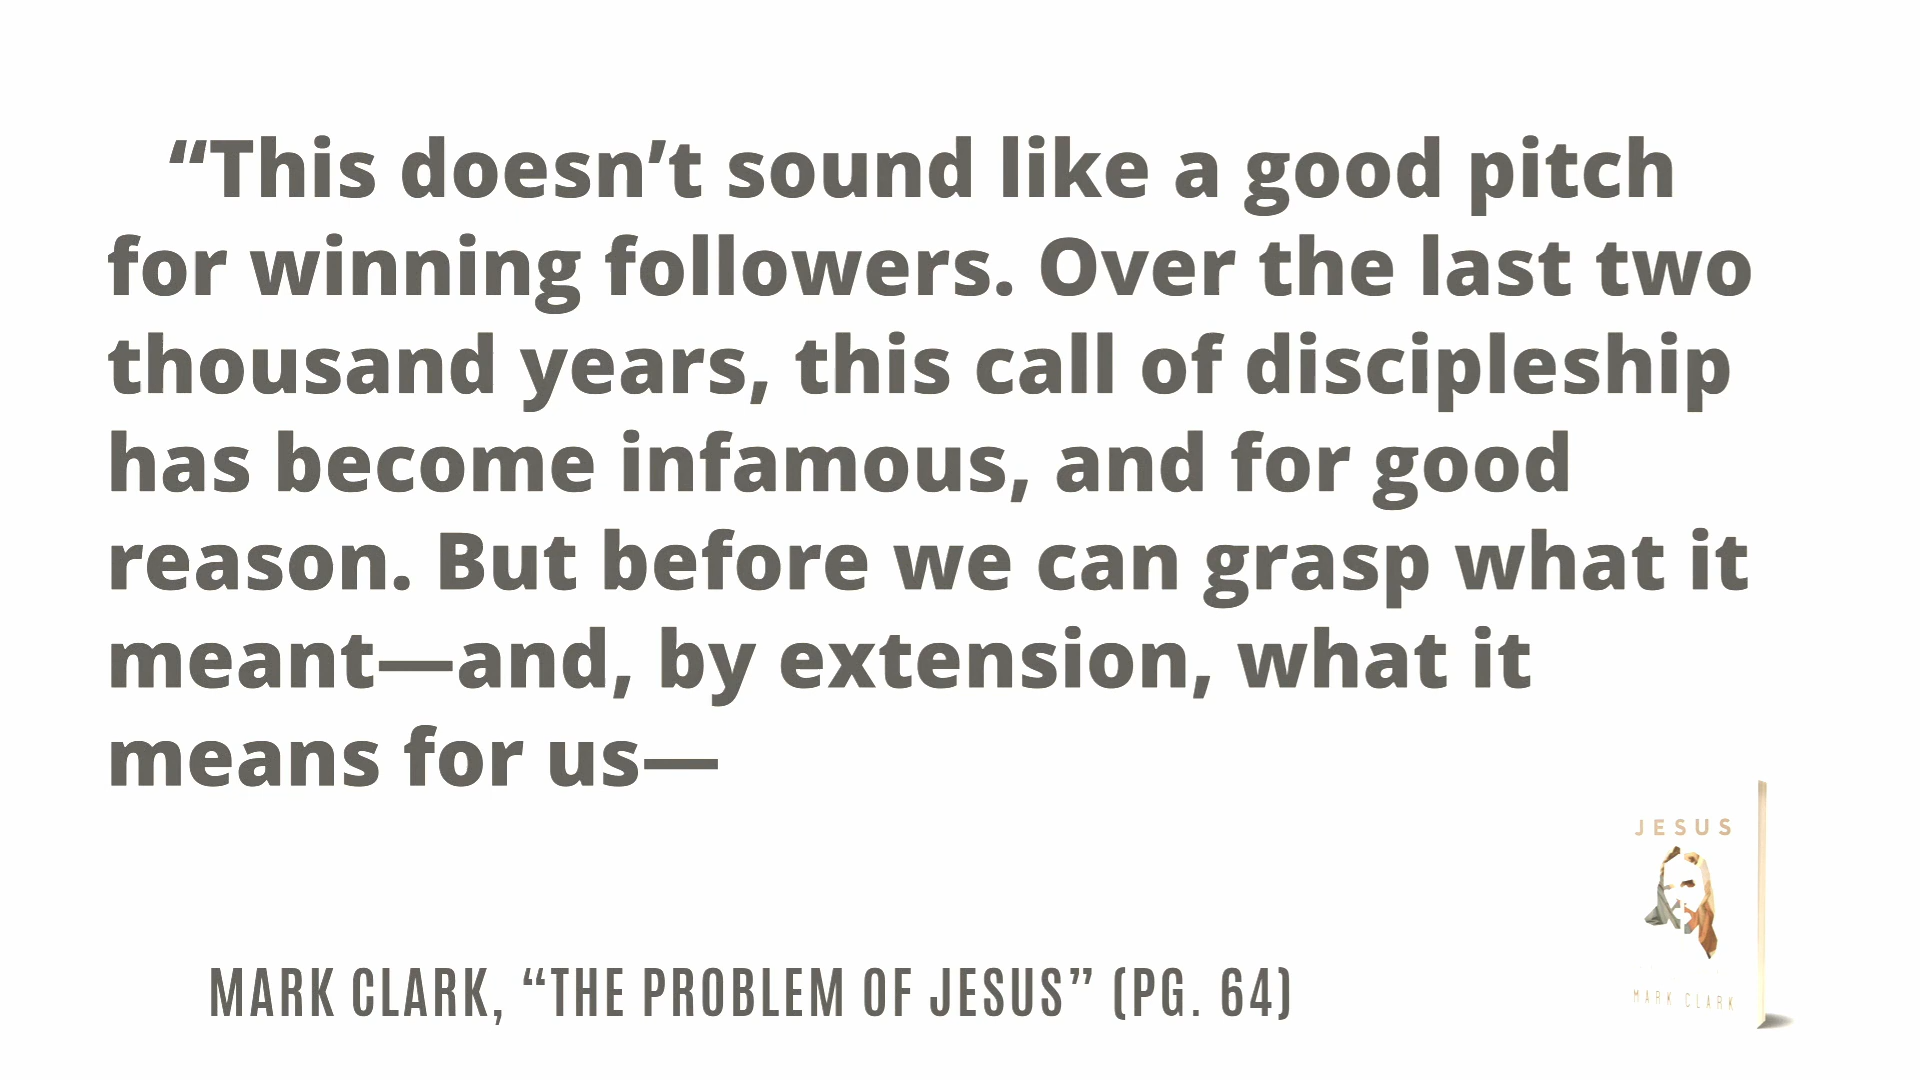 “This doesn’t sound like a good pitch
for winning followers. Over the last two
thousand years, this call of discipleship
has become infamous, and for good
reason. But before we can grasp what it
meant—and, by extension, what it
means for us—
JESUS
MARK CLARK
MARK CLARK, “THE PROBLEM OF JESUS” (PG. 64)